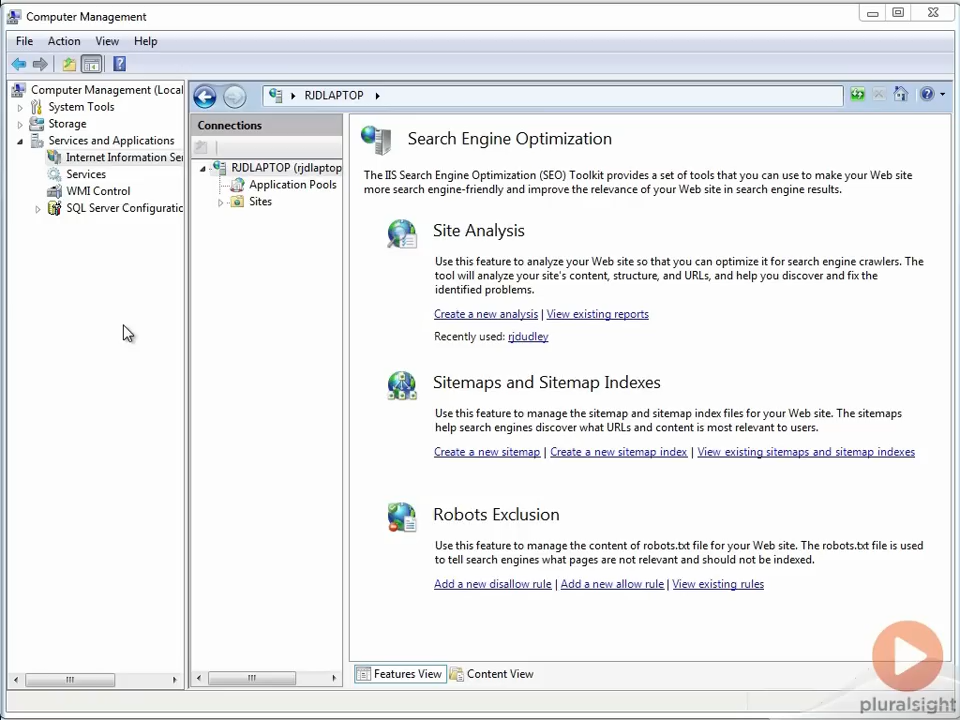 Computer Management
File Action View Help
Computer Management (Local
System Tools
Storage
Services and Applications
Internet Information Ser
Services
WMI Control
SQL Server Configuratic
RJDLAPTOP
Connections
RJDLAPTOP (rjdlaptop
Application Pools
Sites
Search Engine Optimization
The IIS Search Engine Optimization (SEO) Toolkit provides a set of tools that you can use to make your Web site
more search engine-friendly and improve the relevance of your Web site in search engine results.
Site Analysis
Use this feature to analyze your Web site so that you can optimize it for search engine crawlers. The
tool will analyze your site's content, structure, and URLs, and help you discover and fix the
identified problems.
Create a new analysis | View existing reports
Recently used: rjdudley
Sitemaps and Sitemap Indexes
Use this feature to manage the sitemap and sitemap index files for your Web site. The sitemaps
help search engines discover what URLs and content is most relevant to users.
Create a new sitemap | Create a new sitemap index | View existing sitemaps and sitemap indexes
Robots Exclusion
Use this feature to manage the content of robots.txt file for your Web site. The robots.txt file is used
to tell search engines what pages are not relevant and should not be indexed.
Add a new disallow rule | Add a new allow rule | View existing rules
Features View Content View
pluralsight